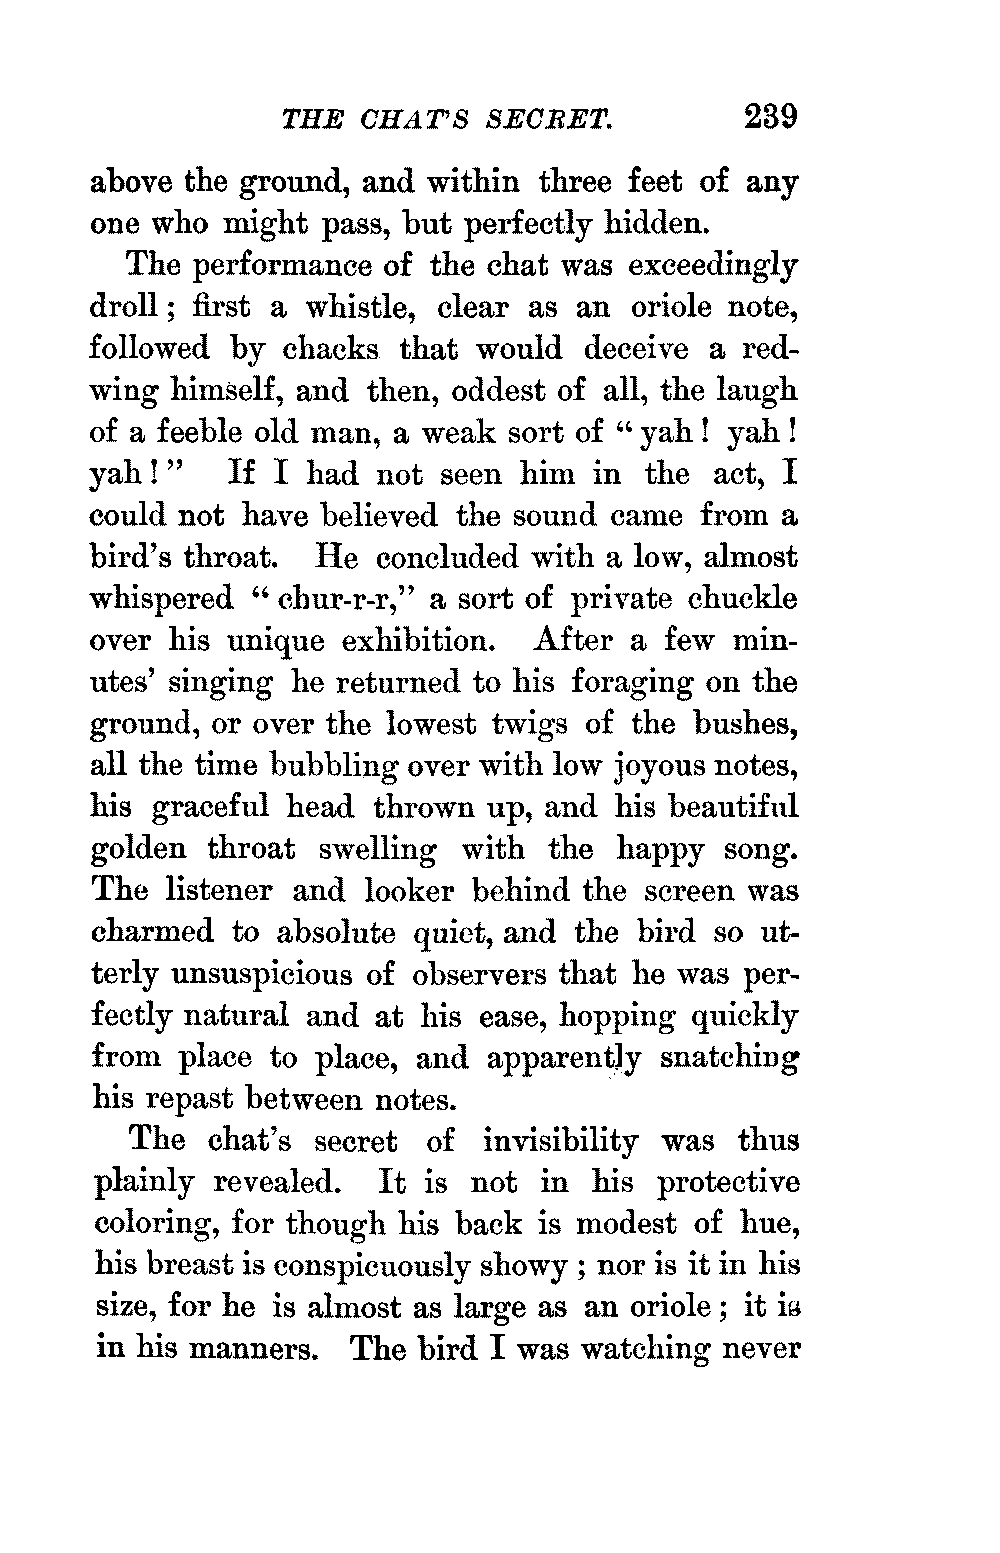 THE CHAT'S SECRET. 239
above the ground, and within three feet of any
one who might pass, but perfectly hidden.
The performance of the chat was exceedingly
droll; first a whistle, clear as an oriole note,
followed by chacks that would deceive a red-
wing himself, and then, oddest of all, the laugh
of a feeble old man, a weak sort of "yah! yah!
yah!" If I had not seen him in the act, I
could not have believed the sound came from a
bird's throat. He concluded with a low, almost
whispered "chur-r-r," a sort of private chuckle
over his unique exhibition. After a few min-
utes' singing he returned to his foraging on the
ground, or over the lowest twigs of the bushes,
all the time bubbling over with low joyous notes,
his graceful head thrown up, and his beautiful
golden throat swelling with the happy song.
The listener and looker behind the screen was
charmed to absolute quiet, and the bird so ut-
terly unsuspicious of observers that he was per-
fectly natural and at his ease, hopping quickly
from place to place, and apparently snatching
his repast between notes.
The chat's secret of invisibility was thus
plainly revealed. It is not in his protective
coloring, for though his back is modest of hue,
his breast is conspicuously showy; nor is it in his
size, for he is almost as large as an oriole; it is
in his manners. The bird I was watching never